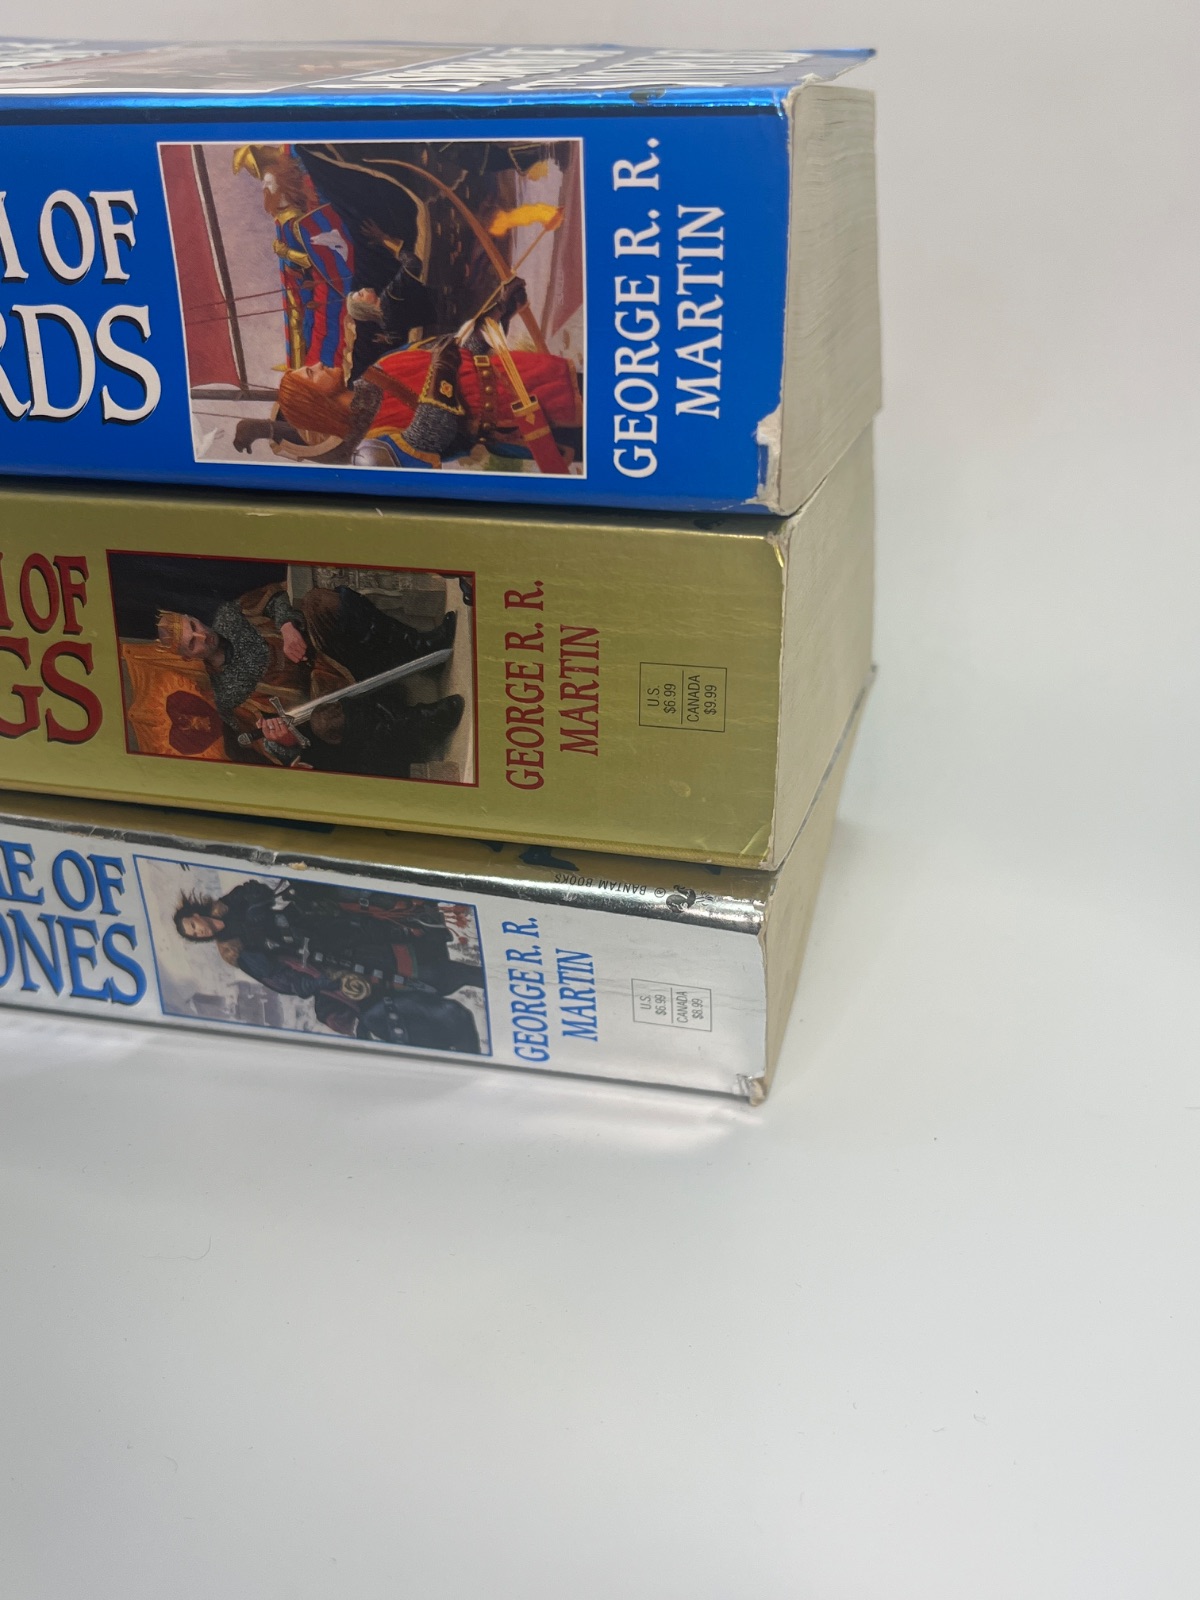 OF
RDS
GEORGE R. R.
MARTIN
OF
GS
GEORGE R. R.
MARTIN
U.S.
$6.99
CANADA
$9.99
® BANTAM BOOKS
ME OF
ONES
GEORGE R. R.
MARTIN
U.S.
$6.99
CANADA
$8.99